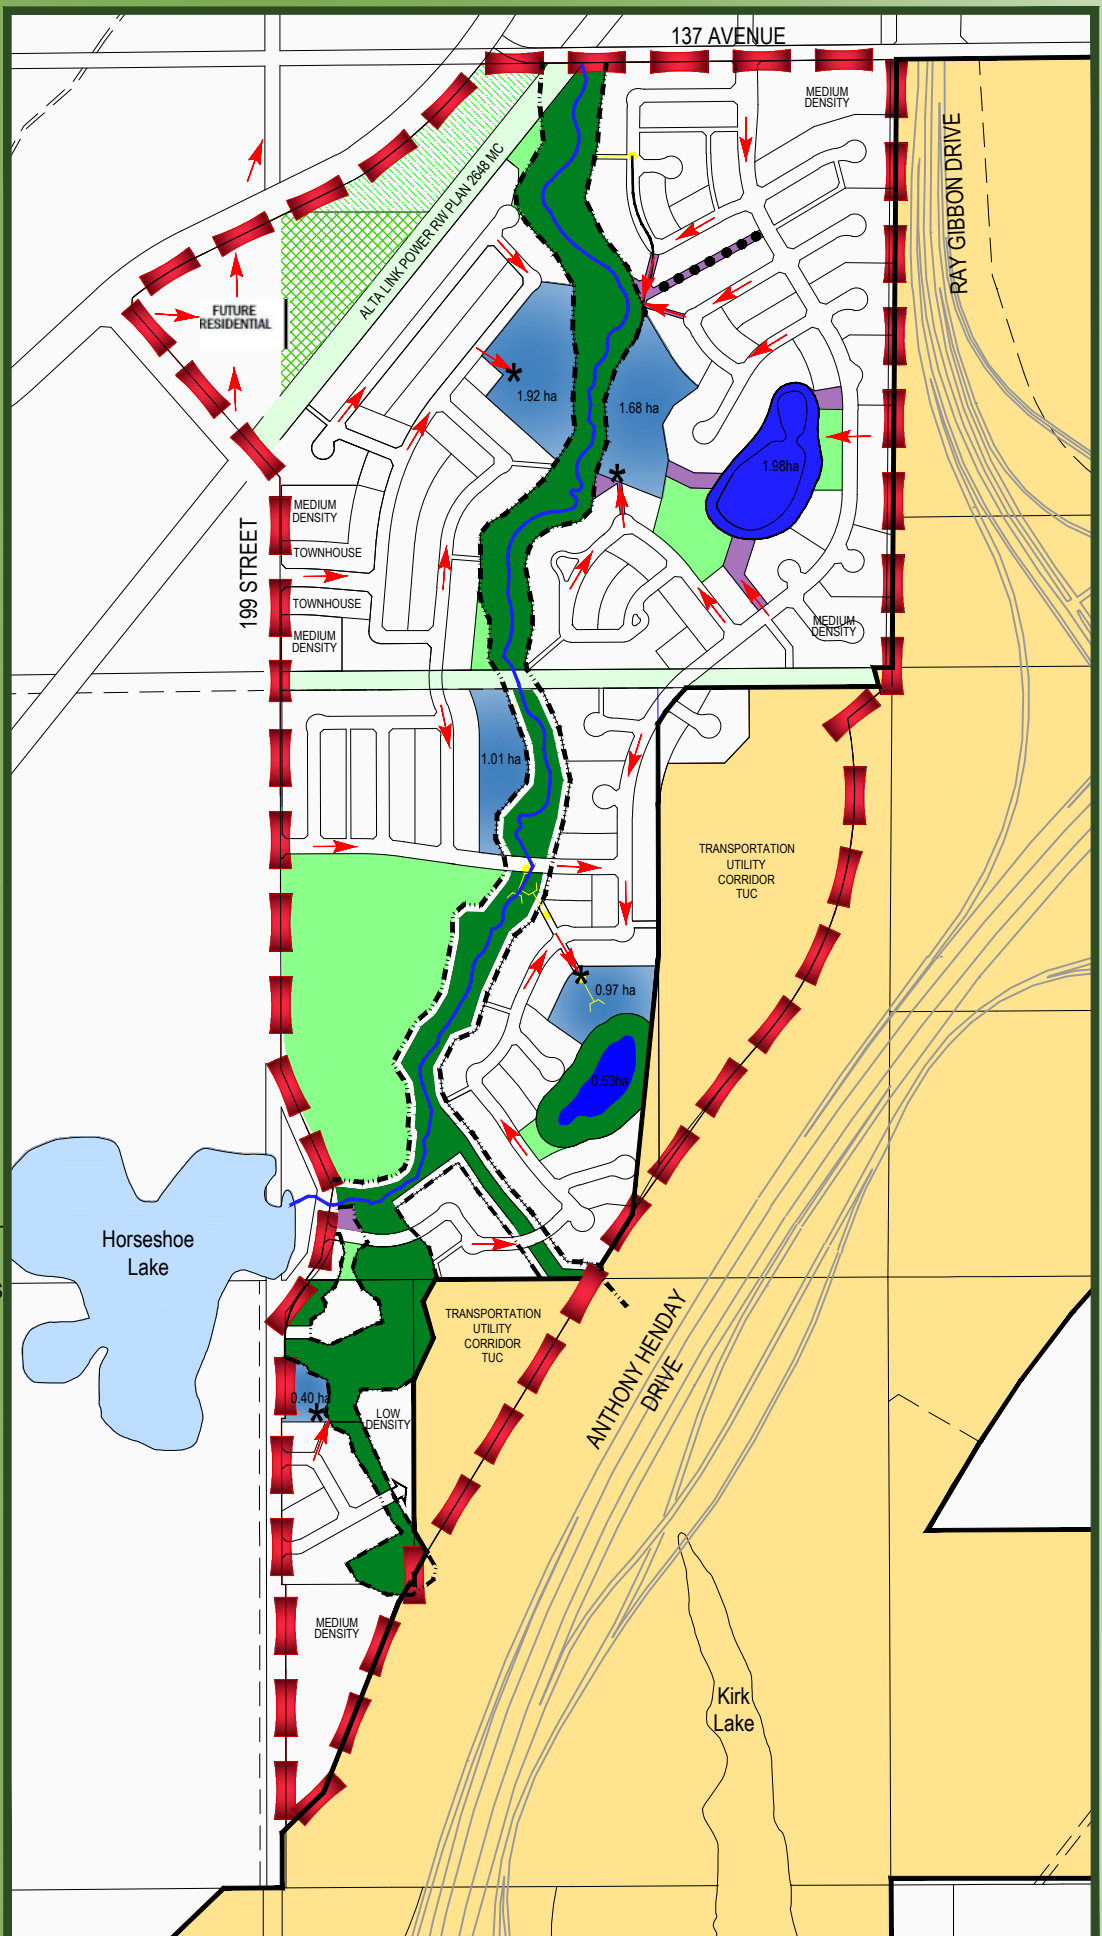 137 AVENUE
MEDIUM
DENSITY
RAY GIBBON DRIVE
ALTA LINK POWER RW PLAN 2648 MC
FUTURE
RESIDENTIAL
1.92 ha
1.68 ha
1.98ha
199 STREET
MEDIUM
DENSITY
TOWNHOUSE
TOWNHOUSE
MEDIUM
DENSITY
MEDIUM
DENSITY
1.01 ha
TRANSPORTATION
UTILITY
CORRIDOR
TUC
0.97 ha
0.53ha
Horseshoe
Lake
TRANSPORTATION
UTILITY
CORRIDOR
TUC
ANTHONY HENDAY
DRIVE
0.40 ha
LOW
DENSITY
MEDIUM
DENSITY
Kirk
Lake